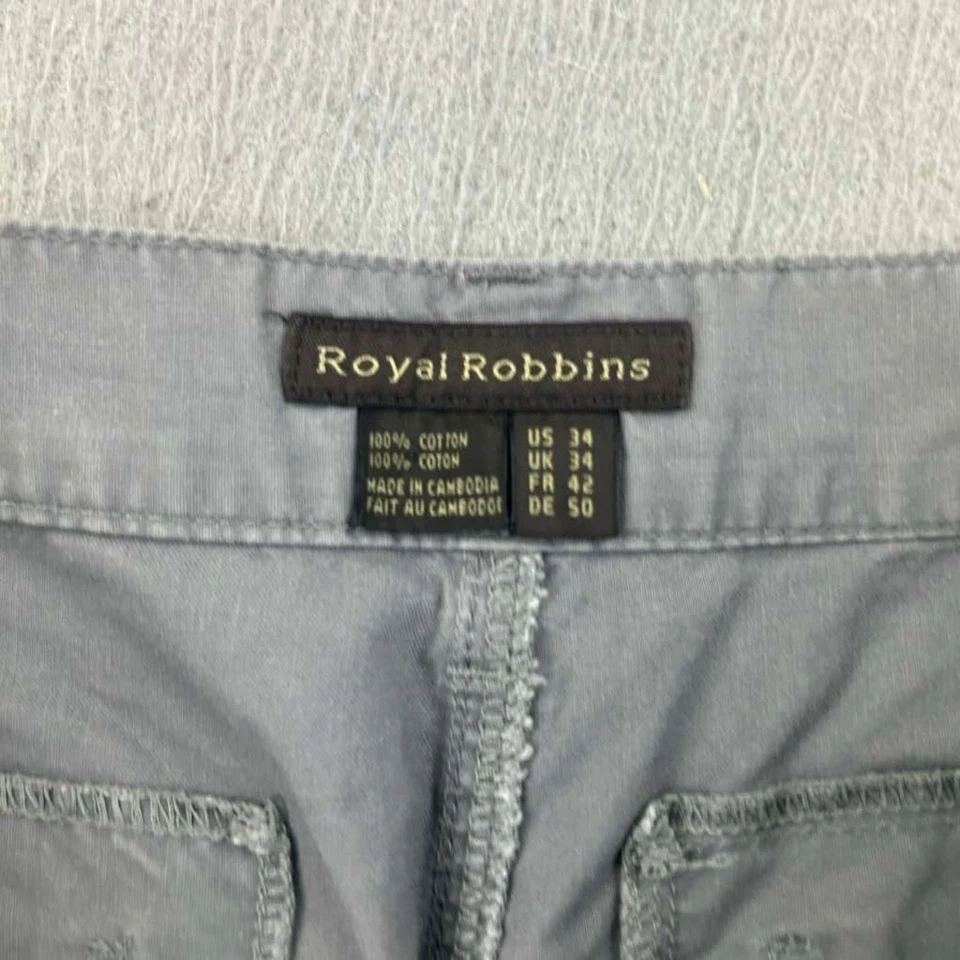 Royal Robbins
100% COTTON
100% COTON
MADE IN CAMBODIA
FAIT AU CAMBODGE
US 34
UK 34
FR 42
DE 50